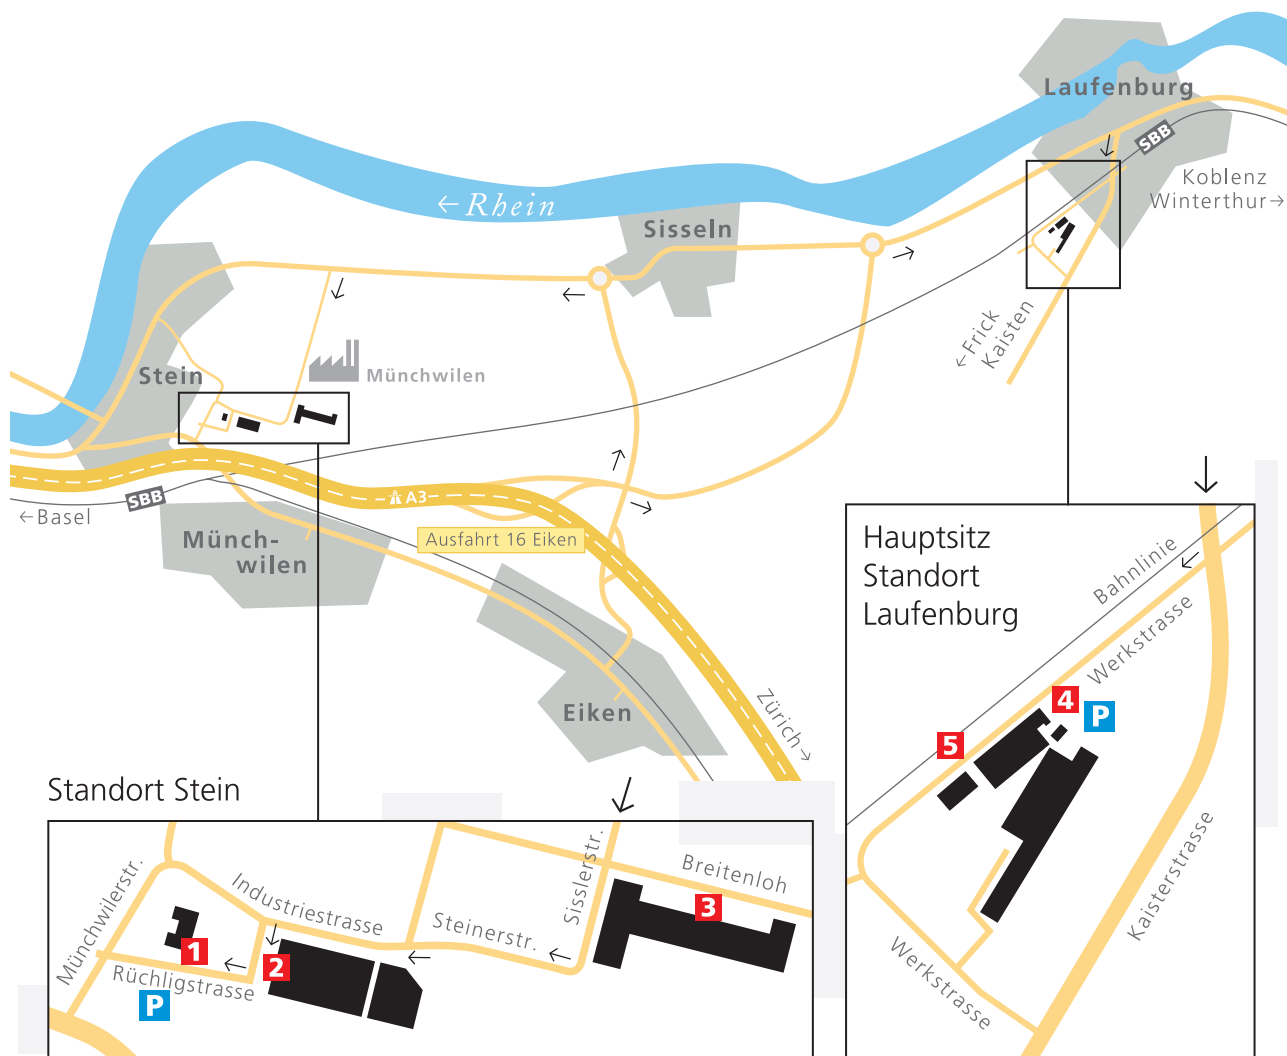 Laufenburg
SBB
Koblenz
Winterthur→
←Rhein
Sisseln
←Frick
Kaisten
Stein
Münchwilen
A3
SBB
←Basel
Ausfahrt 16 Eiken
Münch-
wilen
Eiken
Zürich→
Hauptsitz
Standort
Laufenburg
Bahnlinie
Werkstrasse
4
P
5
Kaisterstrasse
Werkstrasse
Standort Stein
Münchwilerstr.
Industriestrasse
Steinerstr.
Sisslerstr.
Breitenloh
3
1
2
Rüchligstrasse
P